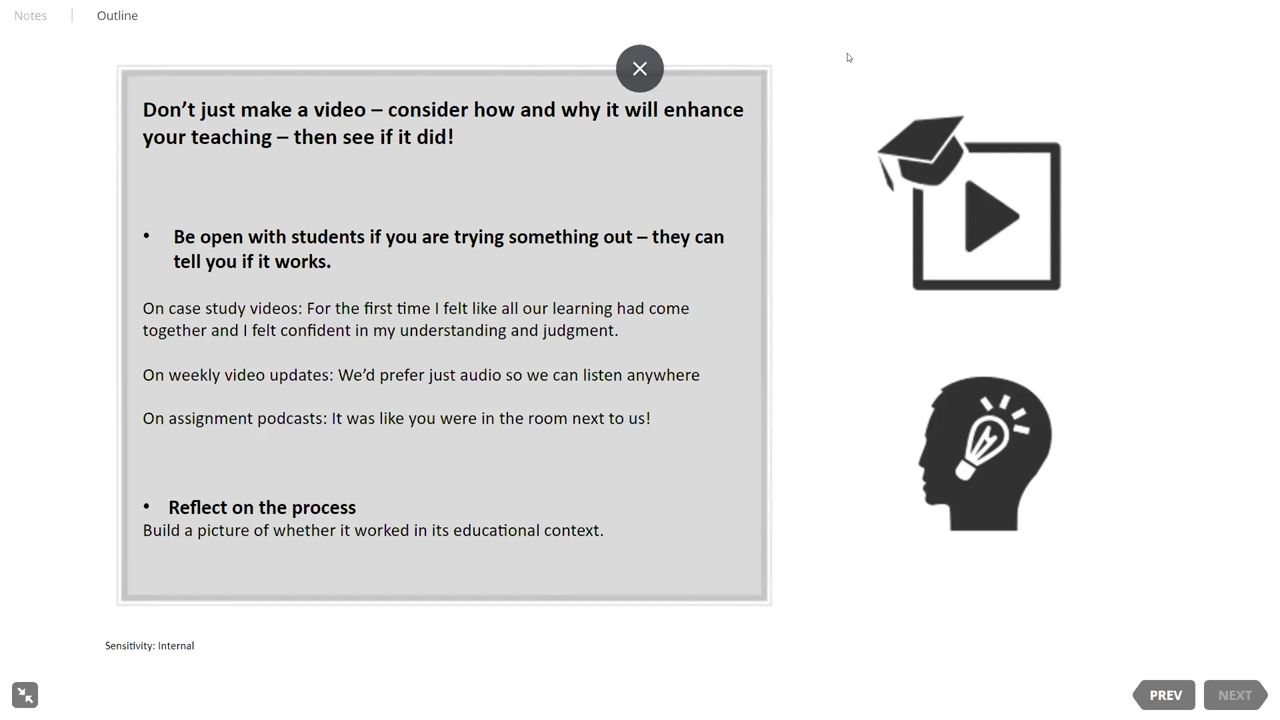 Notes
Outline
Don't just make a video – consider how and why it will enhance
your teaching – then see if it did!
• Be open with students if you are trying something out – they can
tell you if it works.
On case study videos: For the first time I felt like all our learning had come
together and I felt confident in my understanding and judgment.
On weekly video updates: We'd prefer just audio so we can listen anywhere
On assignment podcasts: It was like you were in the room next to us!
• Reflect on the process
Build a picture of whether it worked in its educational context.
Sensitivity: Internal
PREV
NEXT